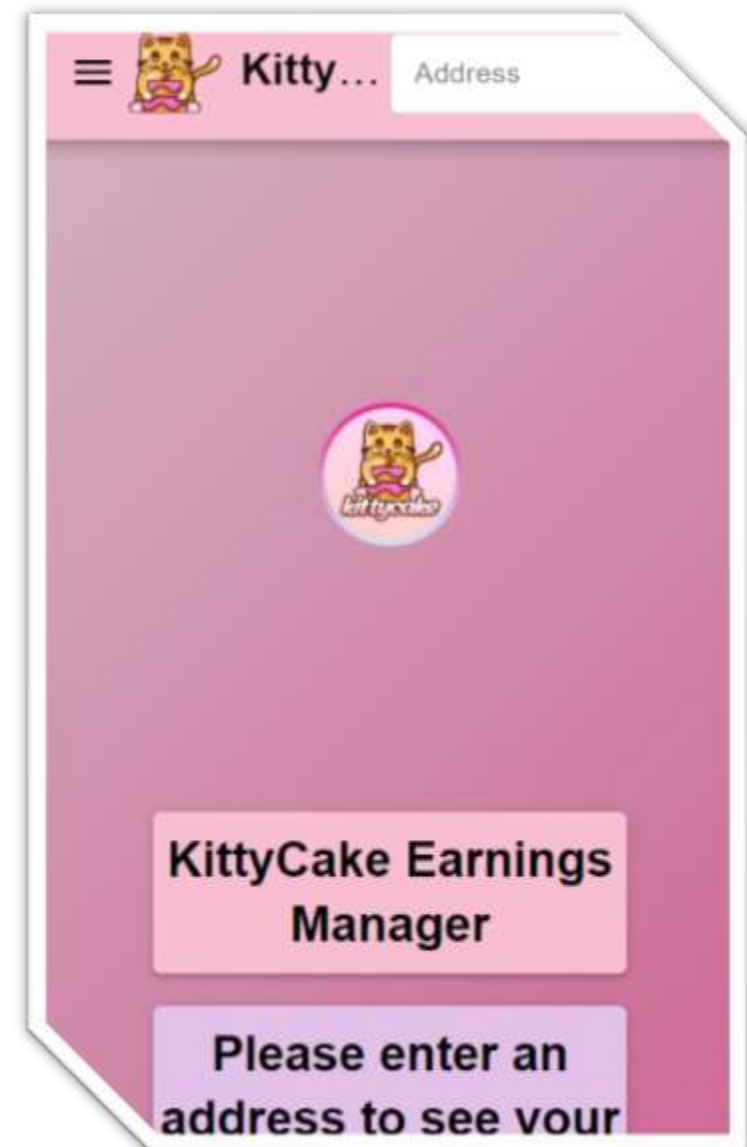 Kitty... Address
kittycake
KittyCake Earnings
Manager
Please enter an
address to see your